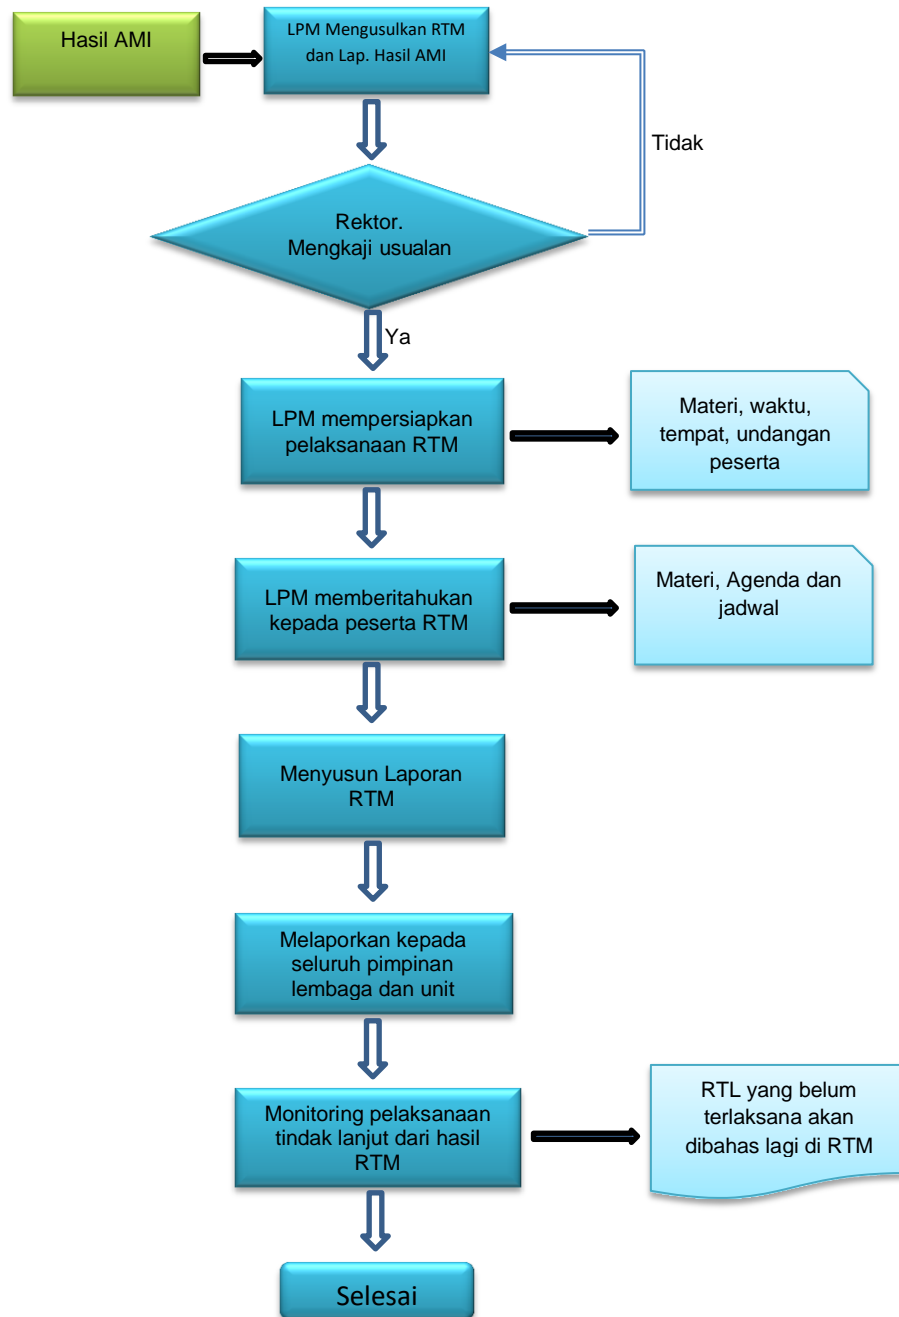 Hasil AMI
LPM Mengusulkan RTM
dan Lap. Hasil AMI
Tidak
Rektor.
Mengkaji usualan
Ya
LPM mempersiapkan
pelaksanaan RTM
Materi, waktu,
tempat, undangan
peserta
LPM memberitahukan
kepada peserta RTM
Materi, Agenda dan
jadwal
Menyusun Laporan
RTM
Melaporkan kepada
seluruh pimpinan
lembaga dan unit
Monitoring pelaksanaan
tindak lanjut dari hasil
RTM
RTL yang belum
terlaksana akan
dibahas lagi di RTM
Selesai